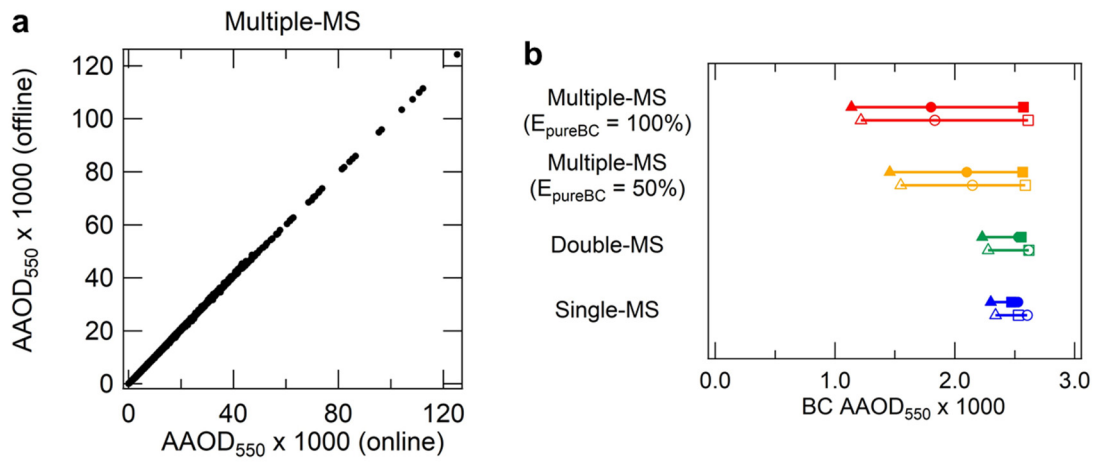 a
Multiple-MS
AAOD550 x 1000 (offline)
120
100
80
60
40
20
0
0 40 80 120
AAOD550 x 1000 (online)
b
Multiple-MS
(EpureBC = 100%)
Multiple-MS
(EpureBC = 50%)
Double-MS
Single-MS
0.0 1.0 2.0 3.0
BC AAOD550 x 1000